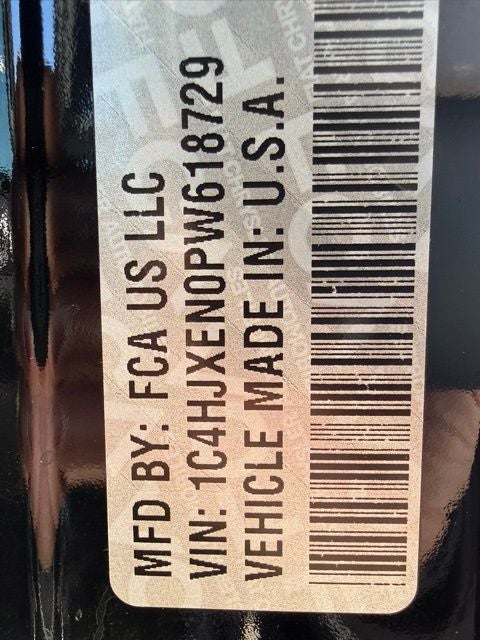 MFD BY: FCA US LLC
VIN: 1C4HJXEN0PW618729
VEHICLE MADE IN: U.S.A.